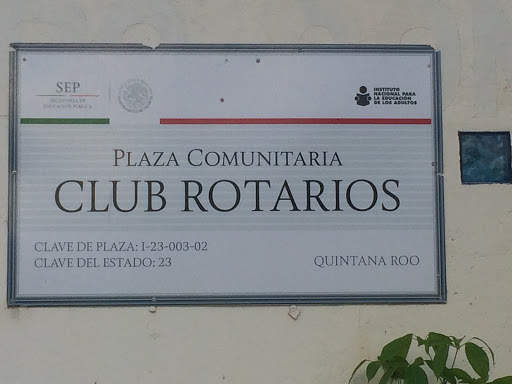 SEP
SECRETARÍA DE
EDUCACIÓN PÚBLICA
INSTITUTO
NACIONAL PARA
LA EDUCACIÓN
DE LOS ADULTOS
PLAZA COMUNITARIA
CLUB ROTARIOS
CLAVE DE PLAZA: I-23-003-02
CLAVE DEL ESTADO: 23
QUINTANA ROO